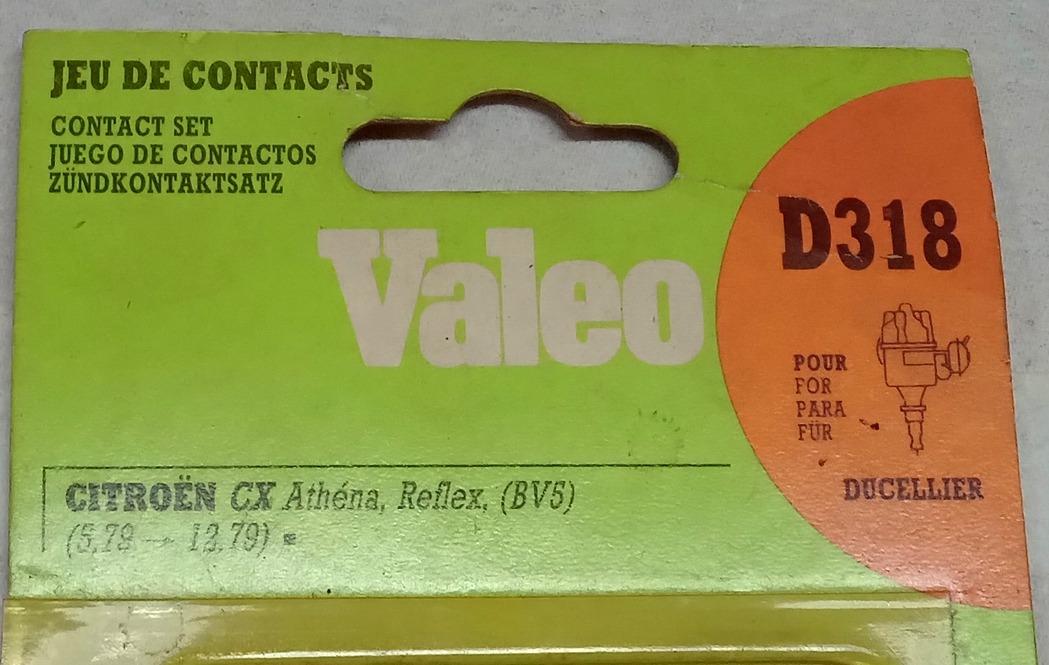 JEU DE CONTACTS
CONTACT SET
JUEGO DE CONTACTOS
ZÜNDKONTAKTSATZ
Valeo
D318
POUR
FOR
PARA
FÜR
DUCELLIER
CITROËN CX Athéna, Reflex, (BV5)
(5.79 → 12.79)